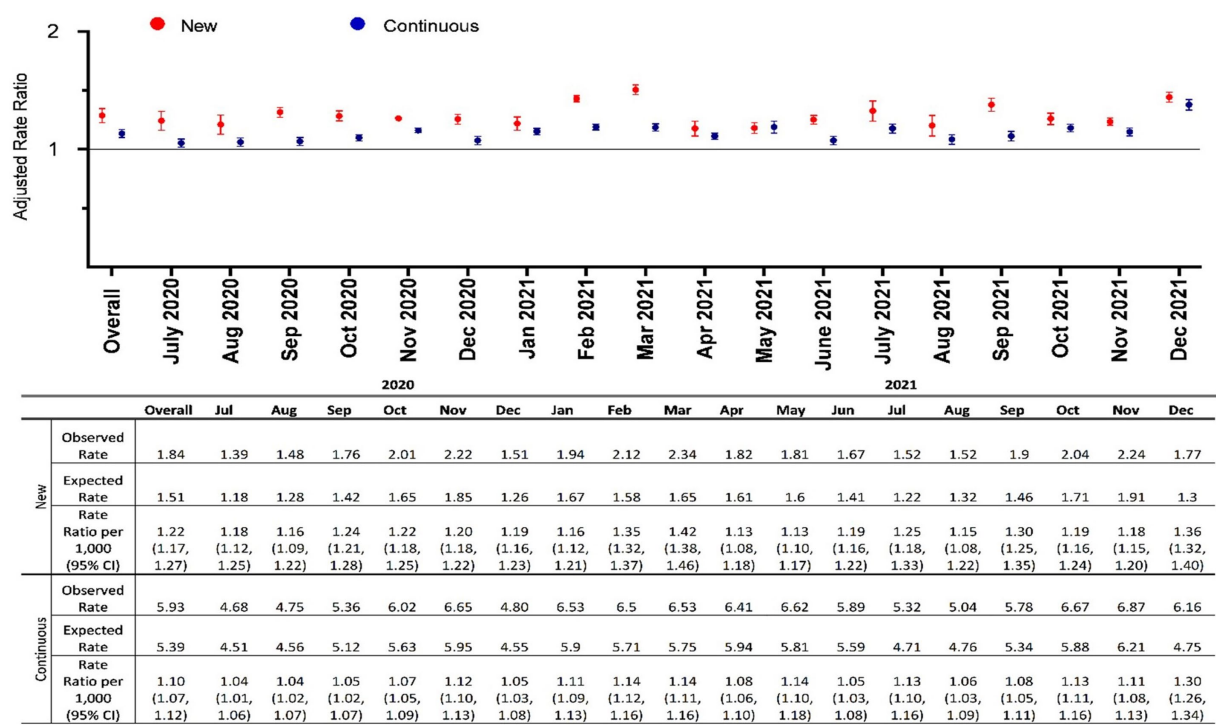 New Continuous
2
Adjusted Rate Ratio
1
Overall July 2020 Aug 2020 Sep 2020 Oct 2020 Nov 2020 Dec 2020 Jan 2021 Feb 2021 Mar 2021 Apr 2021 May 2021 June 2021 July 2021 Aug 2021 Sep 2021 Oct 2021 Nov 2021 Dec 2021
2020 2021
Overall Jul Aug Sep Oct Nov Dec Jan Feb Mar Apr May Jun Jul Aug Sep Oct Nov Dec
New
Observed
Rate 1.84 1.39 1.48 1.76 2.01 2.22 1.51 1.94 2.12 2.34 1.82 1.81 1.67 1.52 1.52 1.9 2.04 2.24 1.77
Expected
Rate 1.51 1.18 1.28 1.42 1.65 1.85 1.26 1.67 1.58 1.65 1.61 1.6 1.41 1.22 1.32 1.46 1.71 1.91 1.3
Rate
Ratio per 1.22 1.18 1.16 1.24 1.22 1.20 1.19 1.16 1.35 1.42 1.13 1.13 1.19 1.25 1.15 1.30 1.19 1.18 1.36
1,000 (1.17, (1.12, (1.09, (1.21, (1.18, (1.18, (1.16, (1.12, (1.32, (1.38, (1.08, (1.10, (1.16, (1.18, (1.08, (1.25, (1.16, (1.15, (1.32,
(95% CI) 1.27) 1.25) 1.22) 1.28) 1.25) 1.22) 1.23) 1.21) 1.37) 1.46) 1.18) 1.17) 1.22) 1.33) 1.22) 1.35) 1.24) 1.20) 1.40)
Continuous
Observed
Rate 5.93 4.68 4.75 5.36 6.02 6.65 4.80 6.53 6.5 6.53 6.41 6.62 5.89 5.32 5.04 5.78 6.67 6.87 6.16
Expected
Rate 5.39 4.51 4.56 5.12 5.63 5.95 4.55 5.9 5.71 5.75 5.94 5.81 5.59 4.71 4.76 5.34 5.88 6.21 4.75
Rate
Ratio per 1.10 1.04 1.04 1.05 1.07 1.12 1.05 1.11 1.14 1.14 1.08 1.14 1.05 1.13 1.06 1.08 1.13 1.11 1.30
1,000 (1.07, (1.01, (1.02, (1.02, (1.05, (1.10, (1.03, (1.09, (1.12, (1.11, (1.06, (1.10, (1.03, (1.10, (1.03, (1.05, (1.11, (1.08, (1.26,
(95% CI) 1.12) 1.06) 1.07) 1.07) 1.09) 1.13) 1.08) 1.13) 1.16) 1.16) 1.10) 1.18) 1.08) 1.16) 1.09) 1.11) 1.16) 1.13) 1.34)